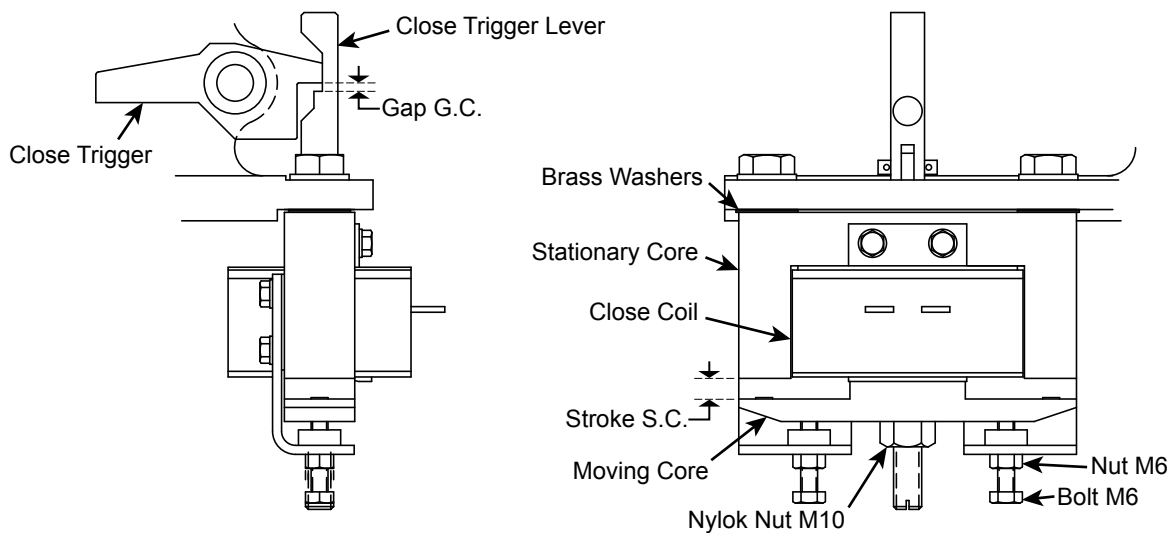 Close Trigger Lever
Gap G.C.
Close Trigger
Brass Washers
Stationary Core
Close Coil
Stroke S.C.
Moving Core
Nylok Nut M10
Nut M6
Bolt M6